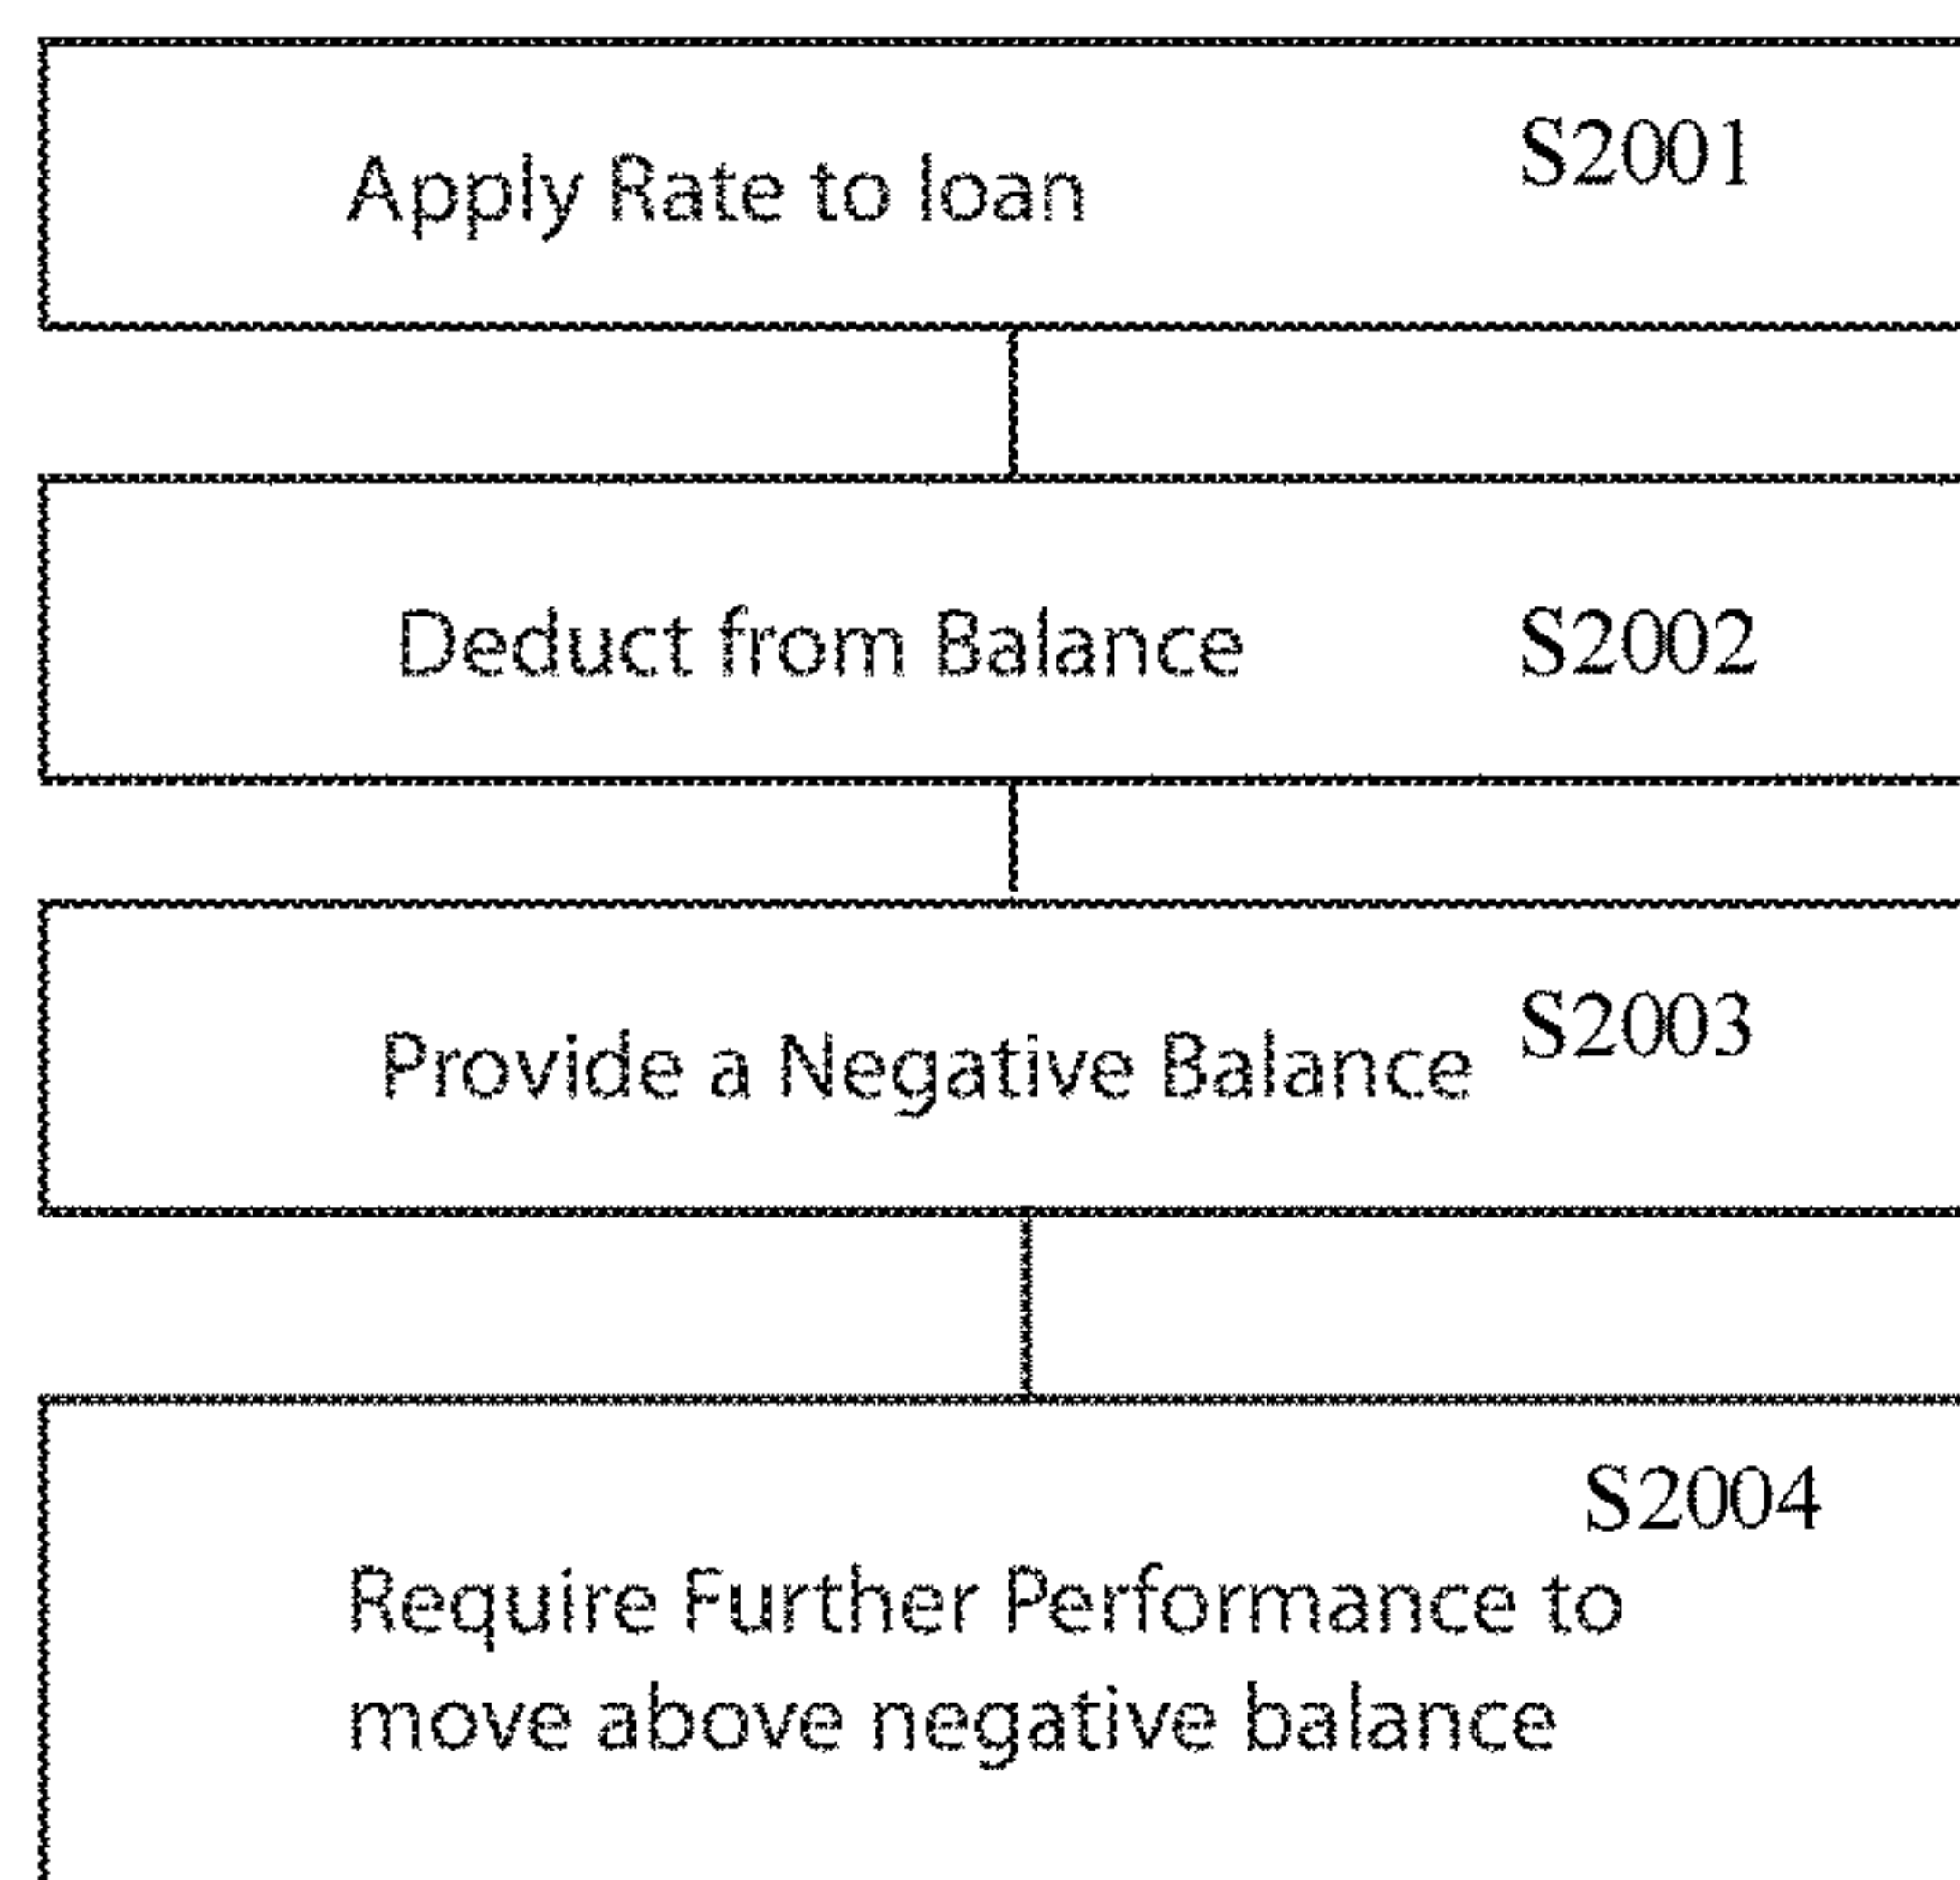 Apply Rate to loan S2001
Deduct from Balance S2002
Provide a Negative Balance S2003
S2004
Require Further Performance to
move above negative balance